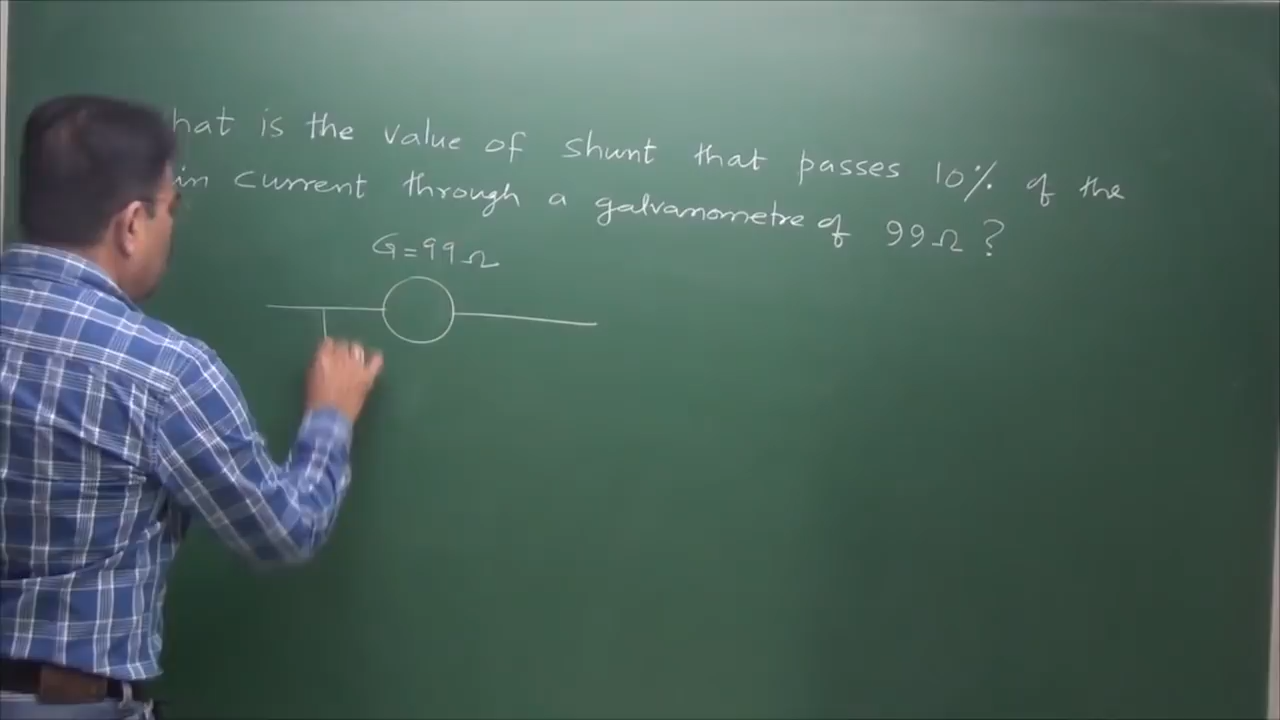 hat is the value of shunt that passes 10% of the
in current through a galvanometre of 99Ω?
G=99Ω